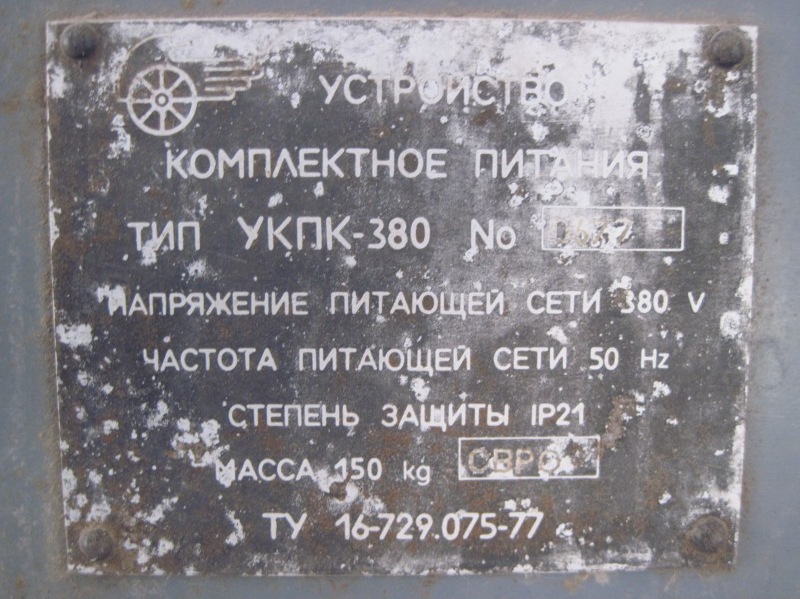 УСТРОЙСТВО
КОМПЛЕКТНОЕ ПИТАНИЯ
ТИП УКПК-380 No
НАПРЯЖЕНИЕ ПИТАЮЩЕЙ СЕТИ 380 V
ЧАСТОТА ПИТАЮЩЕЙ СЕТИ 50 Hz
СТЕПЕНЬ ЗАЩИТЫ IP21
МАССА 150 kg
ТУ 16-729.075-77